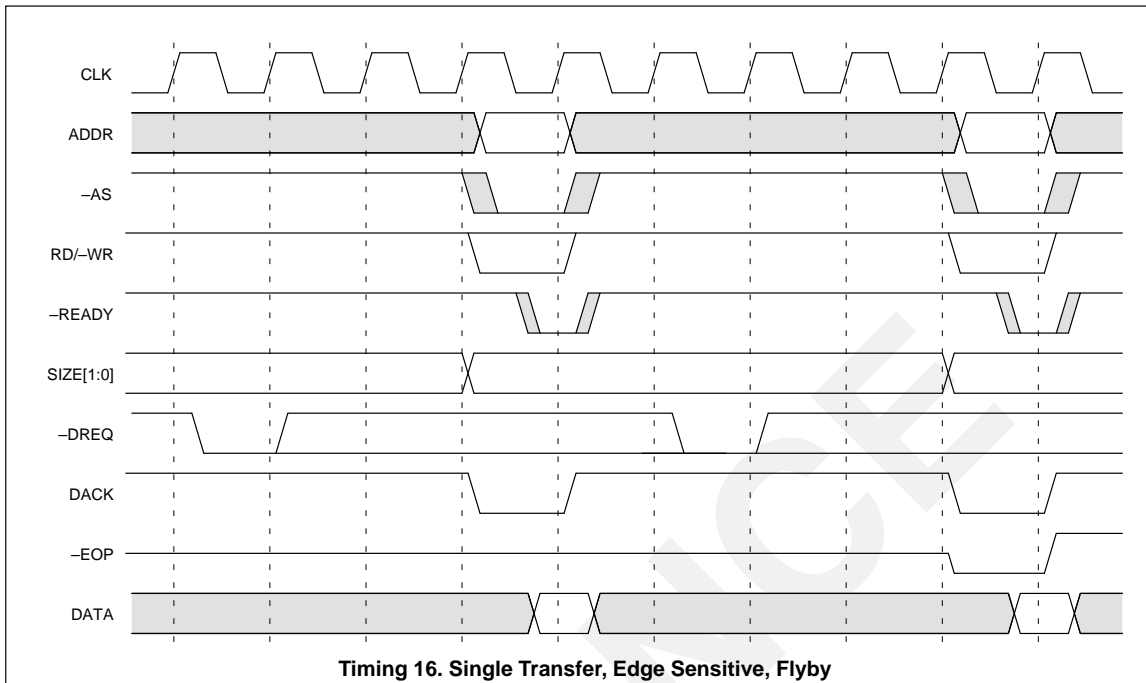 CLK
ADDR
–AS
RD/–WR
–READY
SIZE[1:0]
–DREQ
DACK
–EOP
DATA
NCE
Timing 16. Single Transfer, Edge Sensitive, Flyby